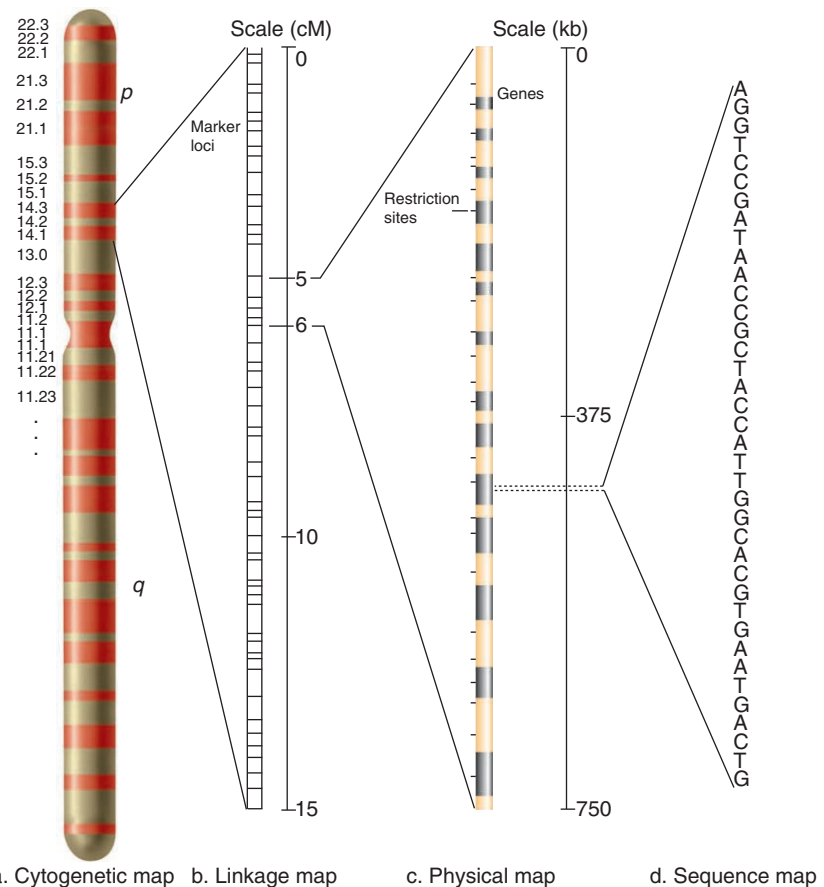 22.3
22.2
22.1
21.3
21.2
21.1
15.3
15.2
15.1
14.3
14.2
14.1
13.0
12.3
12.2
12.1
11.2
11.1
11.1
11.21
11.22
11.23
.
.
.
p
q
Scale (cM)
Marker
loci
0
5
6
10
15
Scale (kb)
Genes
Restriction
sites
0
375
750
A
G
G
T
C
C
G
A
T
A
A
C
C
G
C
T
A
C
C
A
T
T
G
G
C
A
C
G
T
G
A
A
T
G
A
C
T
G
a. Cytogenetic map
b. Linkage map
c. Physical map
d. Sequence map